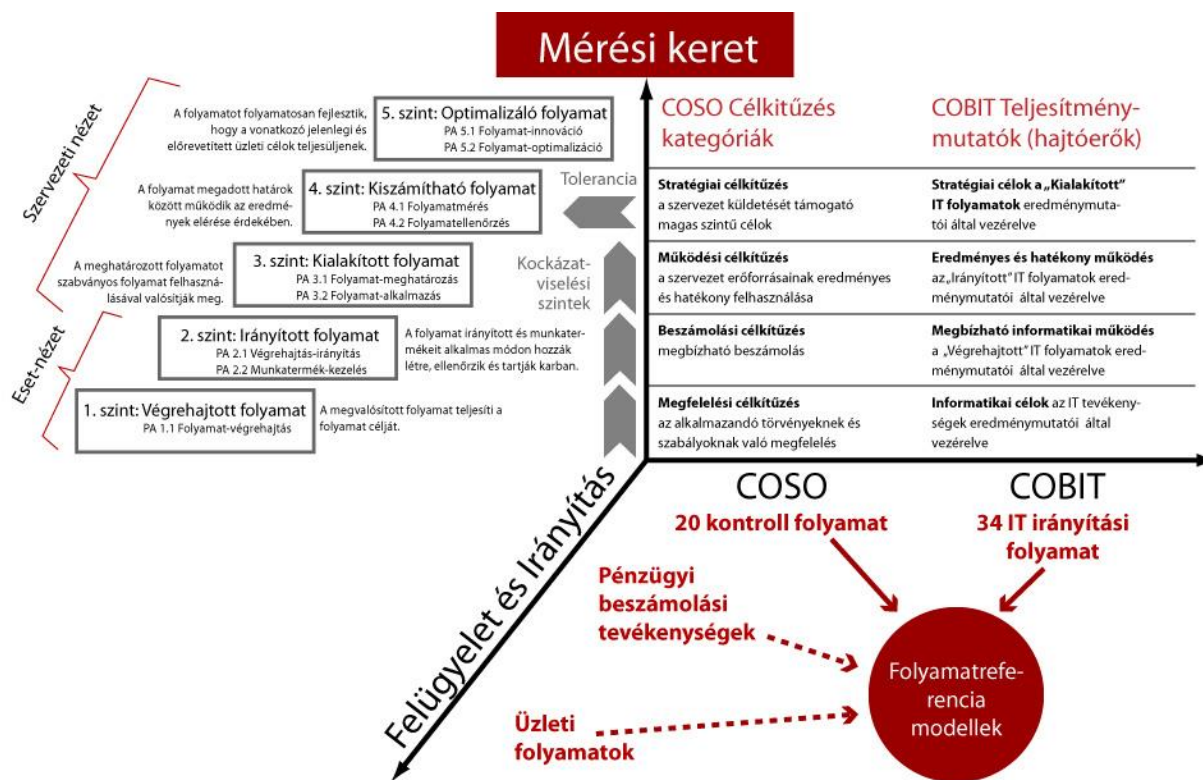 Mérési keret
Szervezeti nézet
A folyamatot folyamatosan fejlesztik,
hogy a vonatkozó jelenlegi és
előrevetített üzleti célok teljesüljenek.
5. szint: Optimalizáló folyamat
PA 5.1 Folyamat-innováció
PA 5.2 Folyamat-optimalizáció
A folyamat megadott határok
között működik az eredmé-
nyek elérése érdekében.
4. szint: Kiszámítható folyamat
PA 4.1 Folyamatmérés
PA 4.2 Folyamatellenőrzés
A meghatározott folyamatot
szabványos folyamat felhaszná-
lásával valósítják meg.
3. szint: Kialakított folyamat
PA 3.1 Folyamat-meghatározás
PA 3.2 Folyamat-alkalmazás
Eset-nézet
2. szint: Irányított folyamat
PA 2.1 Végrehajtás-irányítás
PA 2.2 Munkatermék-kezelés
A folyamat irányított és munkater-
mékeit alkalmas módon hozzák
létre, ellenőrzik és tartják karban.
1. szint: Végrehajtott folyamat
PA 1.1 Folyamat-végrehajtás
A megvalósított folyamat teljesíti a
folyamat célját.
Tolerancia
Kockázat-
viselési
szintek
COSO Célkitűzés
kategóriák
COBIT Teljesítmény-
mutatók (hajtóerők)
Stratégiai célkitűzés
a szervezet küldetését támogató
magas szintű célok
Stratégiai célok a „Kialakított”
IT folyamatok eredménymuta-
tói által vezérelve
Működési célkitűzés
a szervezet erőforrásainak eredményes
és hatékony felhasználása
Eredményes és hatékony működés
az „Irányított” IT folyamatok ered-
ménymutatói által vezérelve
Beszámolási célkitűzés
megbízható beszámolás
Megbízható informatikai működés
a „Végrehajtott” IT folyamatok ered-
ménymutatói által vezérelve
Megfelelési célkitűzés
az alkalmazandó törvényeknek és
szabályoknak való megfelelés
Informatikai célok az IT tevékeny-
ségek eredménymutatói által
vezérelve
Felügyelet és Irányítás
COSO
20 kontroll folyamat
COBIT
34 IT irányítási
folyamat
Pénzügyi
beszámolási
tevékenységek
Üzleti
folyamatok
Folyamatrefe-
rencia
modellek